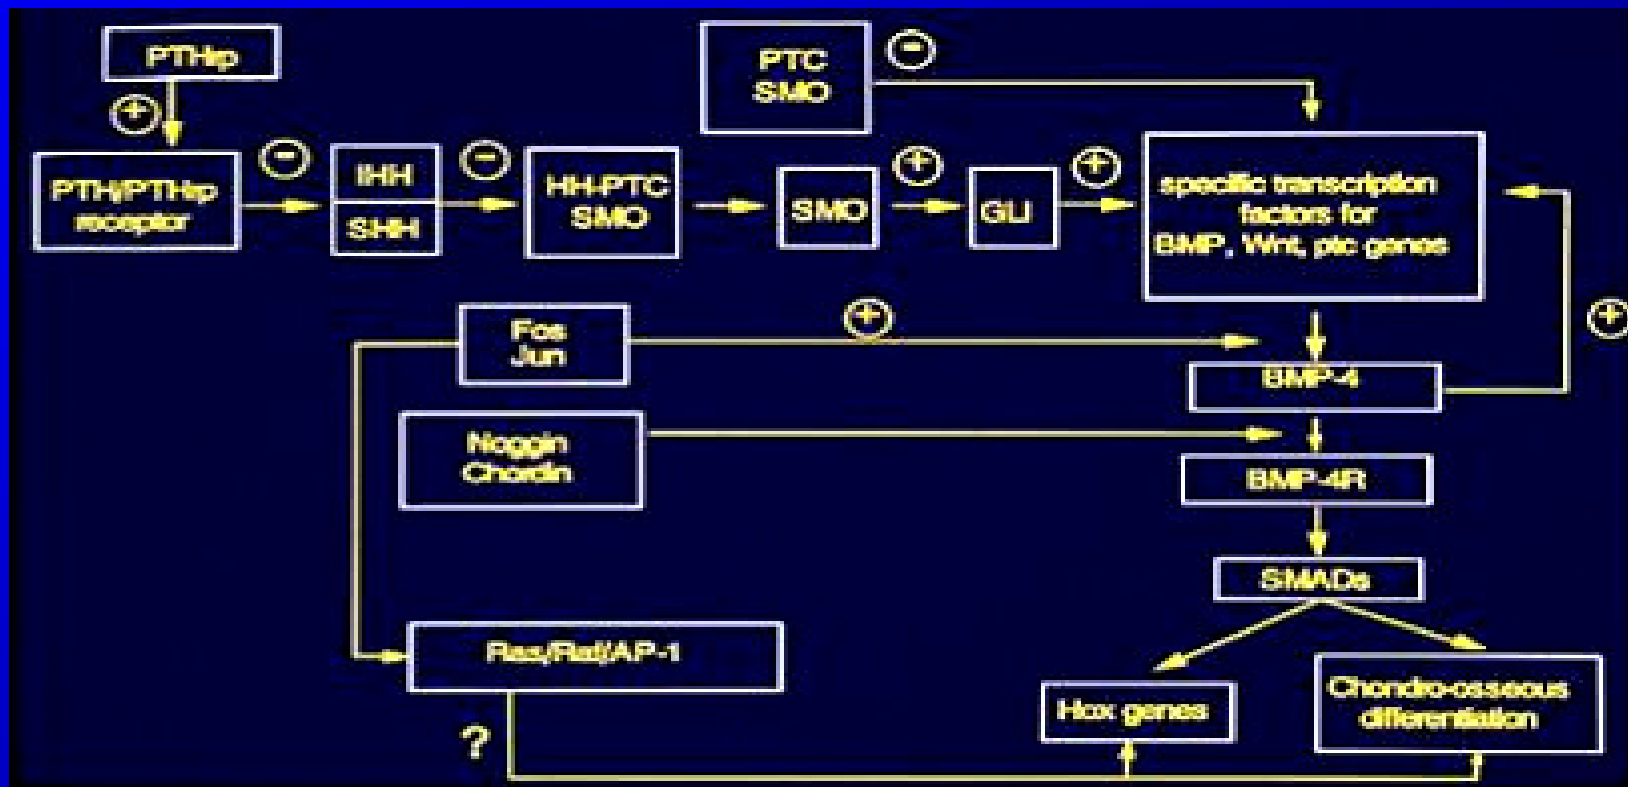 PTHrp
PTC
SMO
-
+
PTH/PTHrp
receptor
-
IHH
SHH
-
HH-PTC
SMO
SMO
+
GLI
+
specific transcription
factors for
BMP, Wnt, ptc genes
+
Fos
Jun
+
BMP-4
Noggin
Chordin
BMP-4R
SMADs
Ras/Raf/AP-1
?
Hox genes
Chondro-osseous
differentiation